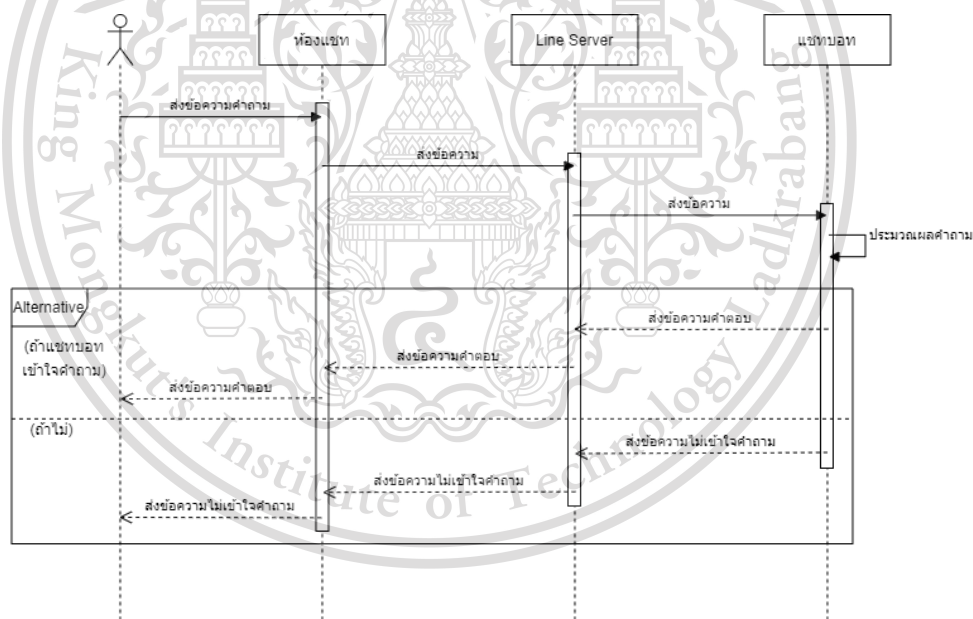 ห้องแชท
Line Server
แชทบอท
ส่งข้อความคำถาม
ส่งข้อความ
ส่งข้อความ
ประมวณผลคำถาม
Alternative
(ถ้าแชทบอท
เข้าใจคำถาม)
ส่งข้อความคำตอบ
ส่งข้อความคำตอบ
ส่งข้อความคำตอบ
(ถ้าไม่)
ส่งข้อความไม่เข้าใจคำถาม
ส่งข้อความไม่เข้าใจคำถาม
ส่งข้อความไม่เข้าใจคำถาม
King Mongkut's Institute of Technology Ladkrabang